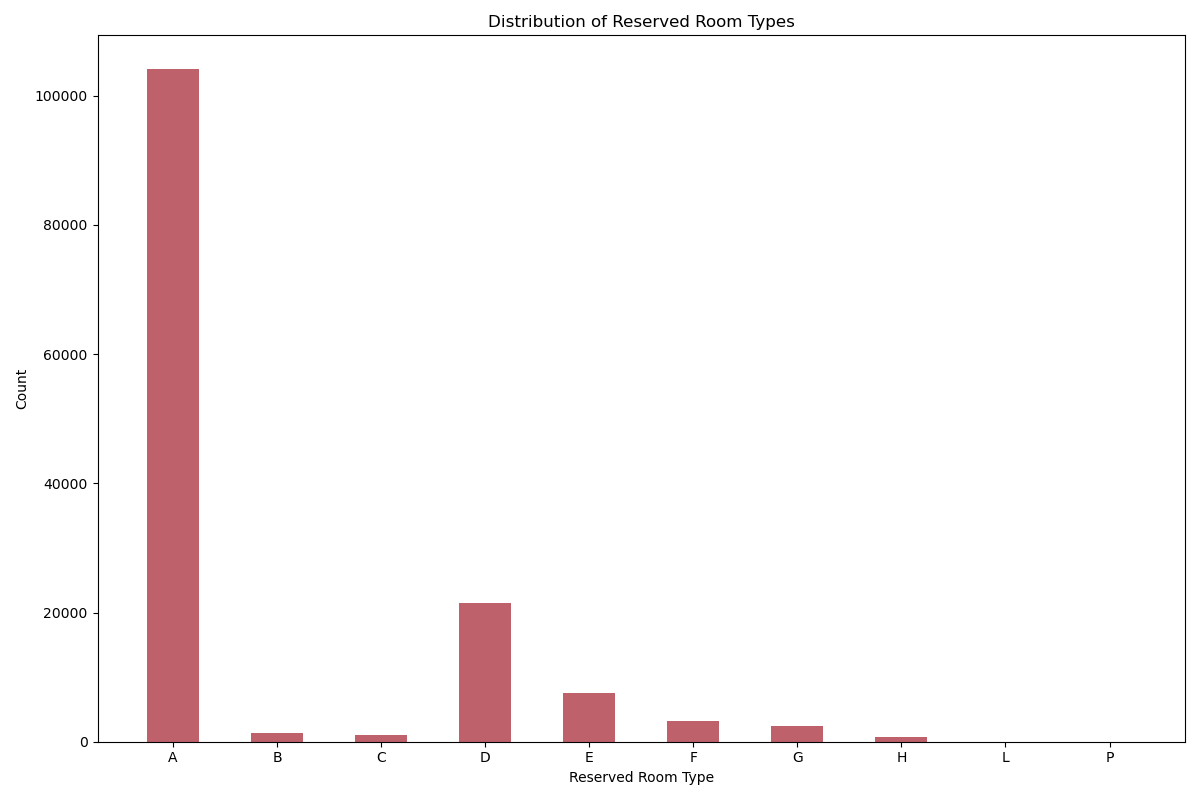 Distribution of Reserved Room Types
100000
80000
60000
40000
20000
0
Count
A B C D E F G H L P
Reserved Room Type